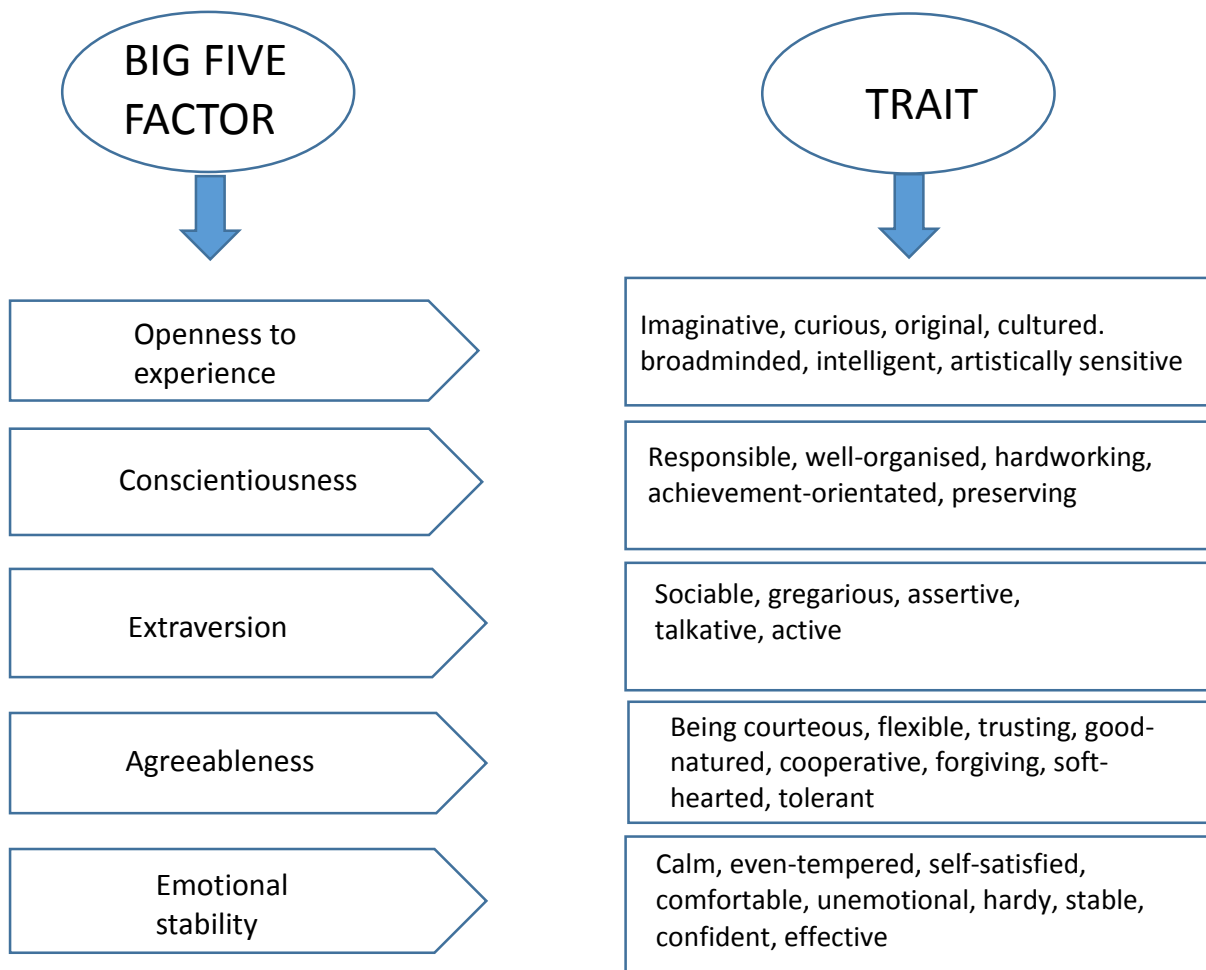 BIG FIVE
FACTOR
TRAIT
Openness to
experience
Imaginative, curious, original, cultured.
broadminded, intelligent, artistically sensitive
Conscientiousness
Responsible, well-organised, hardworking,
achievement-orientated, preserving
Extraversion
Sociable, gregarious, assertive,
talkative, active
Agreeableness
Being courteous, flexible, trusting, good-
natured, cooperative, forgiving, soft-
hearted, tolerant
Emotional
stability
Calm, even-tempered, self-satisfied,
comfortable, unemotional, hardy, stable,
confident, effective